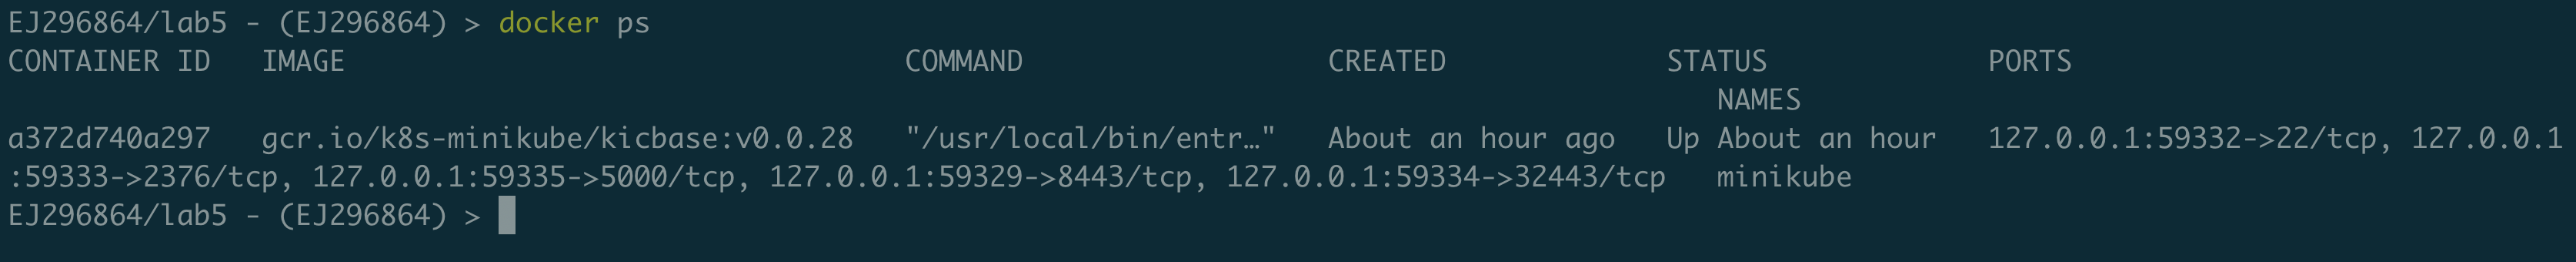 EJ296864/lab5 - (EJ296864) > docker ps
CONTAINER ID   IMAGE                                 COMMAND                  CREATED             STATUS             PORTS
                                                                                                     NAMES
a372d740a297   gcr.io/k8s-minikube/kicbase:v0.0.28   "/usr/local/bin/entr…"   About an hour ago   Up About an hour   127.0.0.1:59332->22/tcp, 127.0.0.1
:59333->2376/tcp, 127.0.0.1:59335->5000/tcp, 127.0.0.1:59329->8443/tcp, 127.0.0.1:59334->32443/tcp   minikube
EJ296864/lab5 - (EJ296864) >